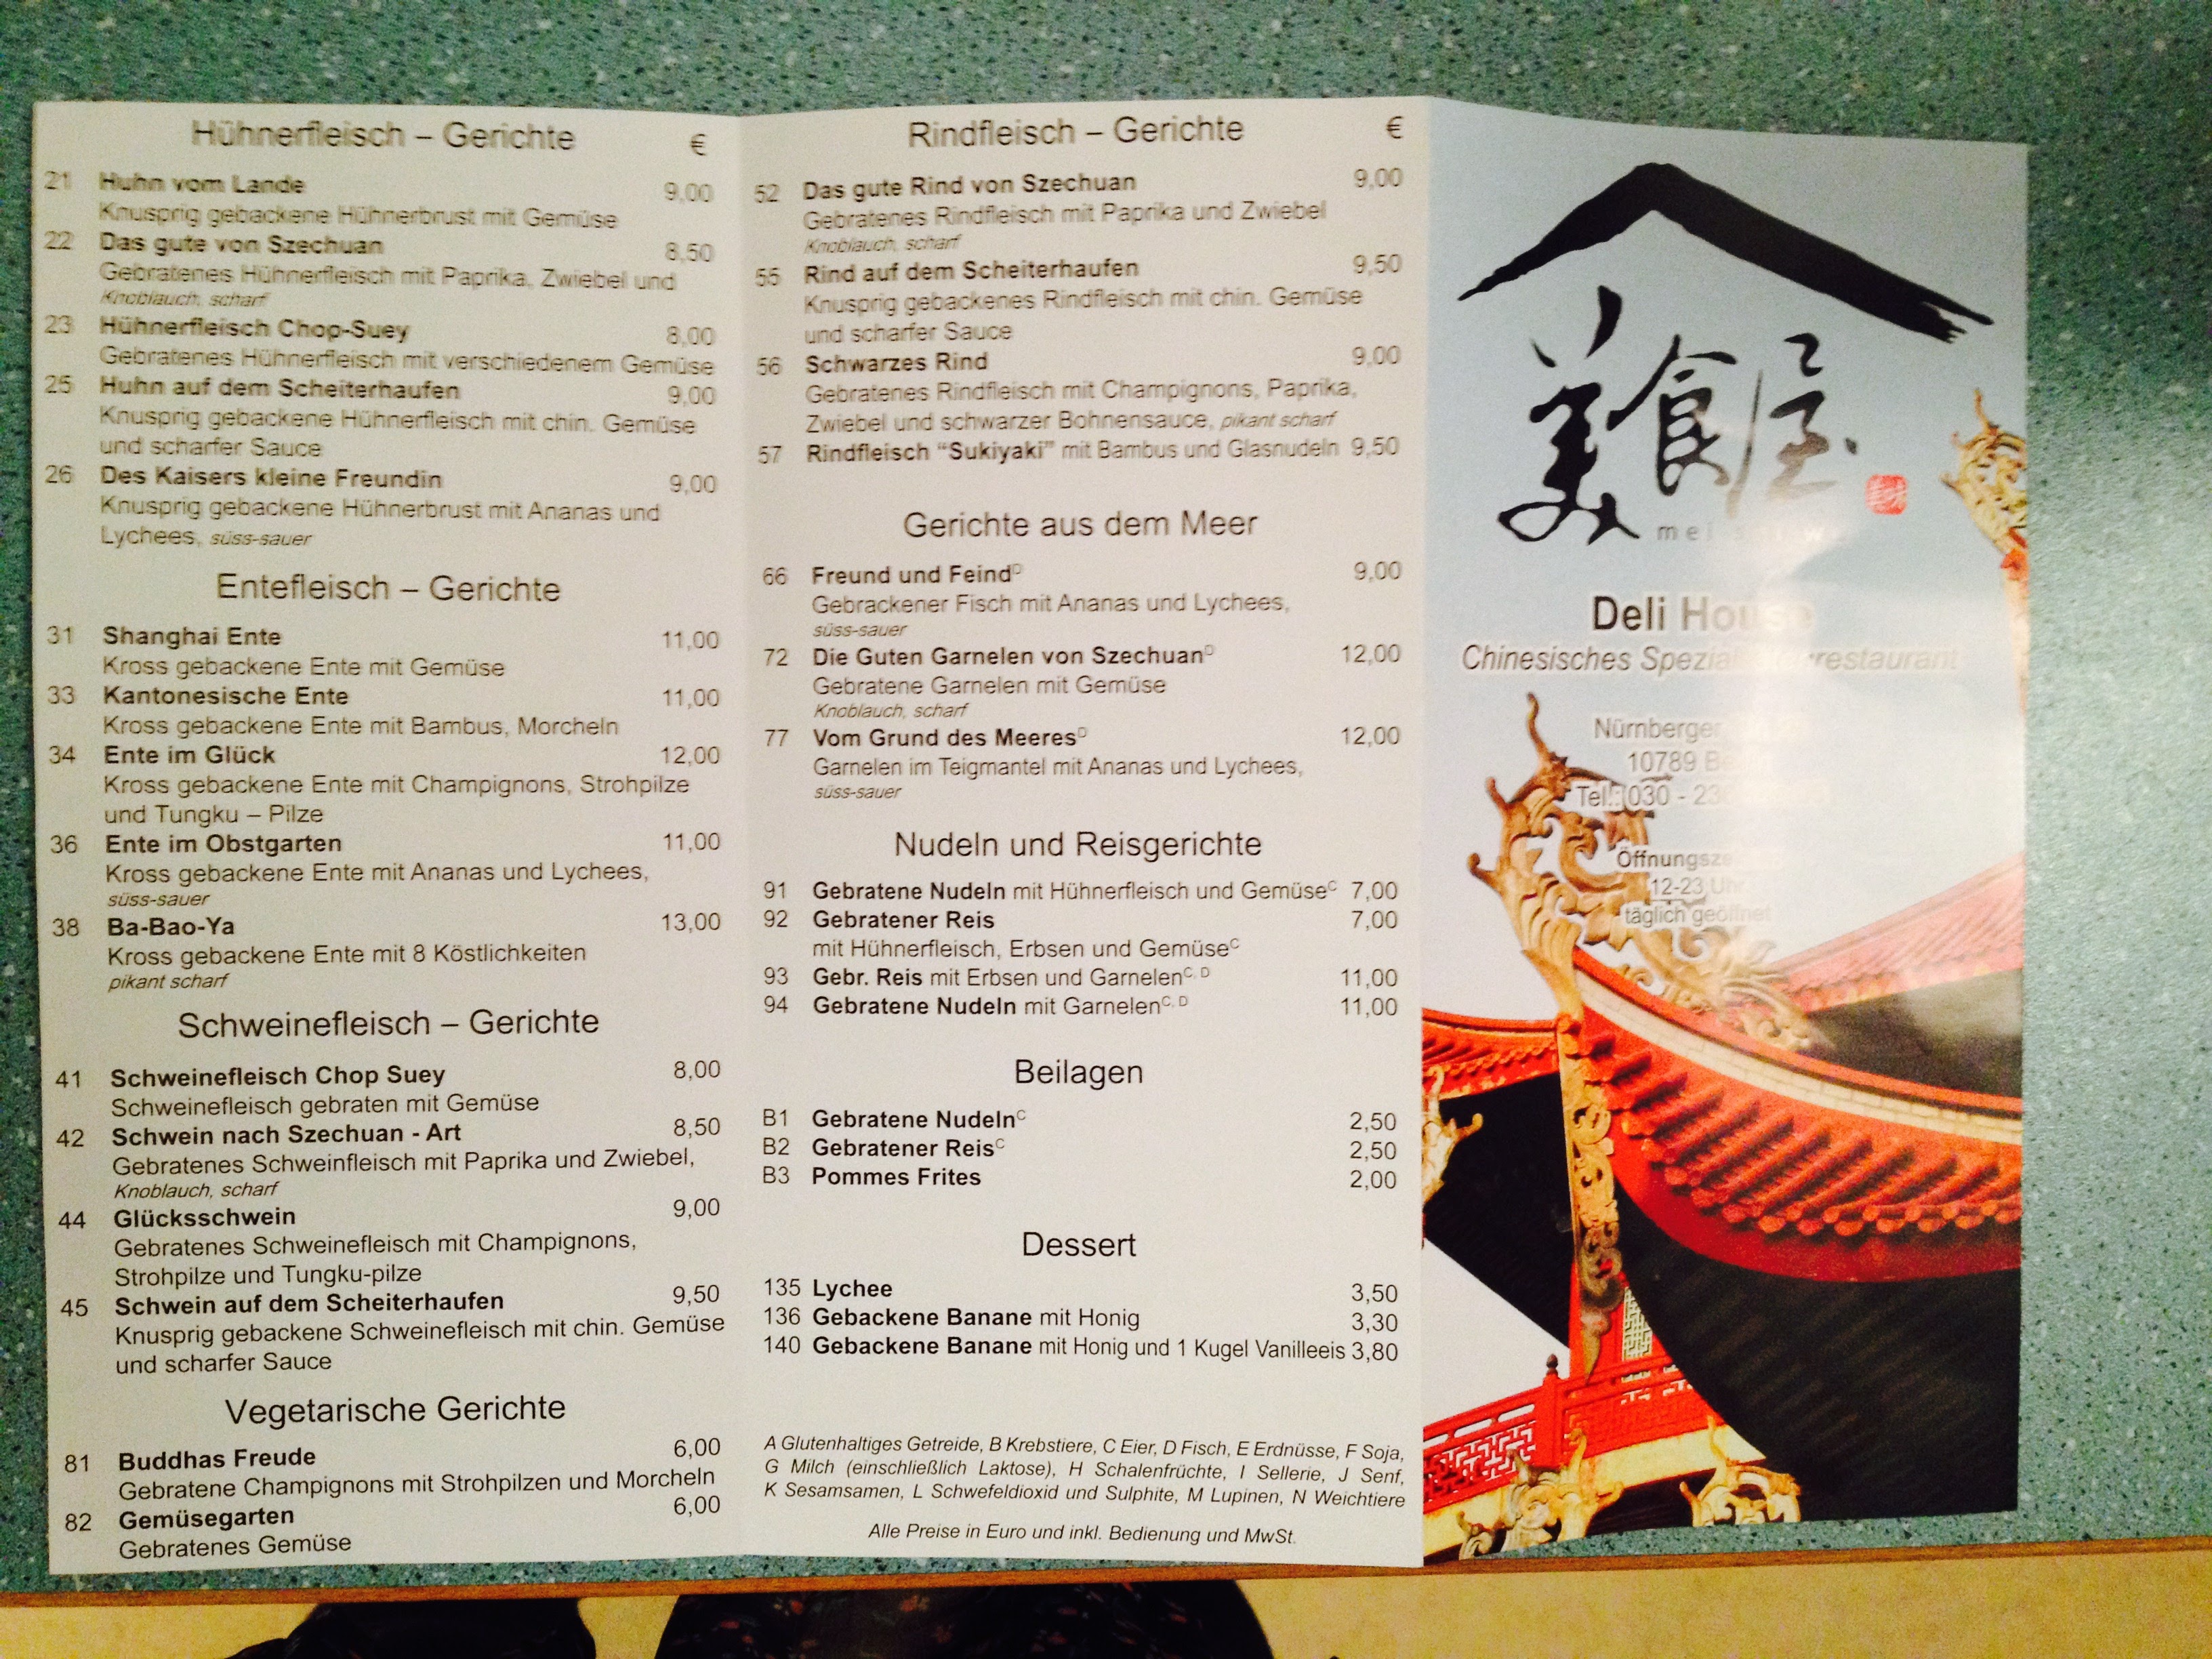 Hühnerfleisch – Gerichte €
21 Huhn vom Lande 9,00
Knusprig gebackene Hühnerbrust mit Gemüse
22 Das gute von Szechuan 8,50
Gebratenes Hühnerfleisch mit Paprika, Zwiebel und
Knoblauch, scharf
23 Hühnerfleisch Chop-Suey 8,00
Gebratenes Hühnerfleisch mit verschiedenem Gemüse
25 Huhn auf dem Scheiterhaufen 9,00
Knusprig gebackene Hühnerfleisch mit chin. Gemüse
und scharfer Sauce
26 Des Kaisers kleine Freundin 9,00
Knusprig gebackene Hühnerbrust mit Ananas und
Lychees, süss-sauer
Entefleisch – Gerichte
31 Shanghai Ente 11,00
Kross gebackene Ente mit Gemüse
33 Kantonesische Ente 11,00
Kross gebackene Ente mit Bambus, Morcheln
34 Ente im Glück 12,00
Kross gebackene Ente mit Champignons, Strohpilze
und Tungku – Pilze
36 Ente im Obstgarten 11,00
Kross gebackene Ente mit Ananas und Lychees,
süss-sauer
38 Ba-Bao-Ya 13,00
Kross gebackene Ente mit 8 Köstlichkeiten
pikant scharf
Schweinefleisch – Gerichte
41 Schweinefleisch Chop Suey 8,00
Schweinefleisch gebraten mit Gemüse
42 Schwein nach Szechuan - Art 8,50
Gebratenes Schweinfleisch mit Paprika und Zwiebel,
Knoblauch, scharf
44 Glücksschwein 9,00
Gebratenes Schweinefleisch mit Champignons,
Strohpilze und Tungku-pilze
45 Schwein auf dem Scheiterhaufen 9,50
Knusprig gebackene Schweinefleisch mit chin. Gemüse
und scharfer Sauce
Vegetarische Gerichte
81 Buddhas Freude 6,00
Gebratene Champignons mit Strohpilzen und Morcheln
82 Gemüsegarten 6,00
Gebratenes Gemüse
Rindfleisch – Gerichte €
52 Das gute Rind von Szechuan 9,00
Gebratenes Rindfleisch mit Paprika und Zwiebel
Knoblauch, scharf
55 Rind auf dem Scheiterhaufen 9,50
Knusprig gebackenes Rindfleisch mit chin. Gemüse
und scharfer Sauce
56 Schwarzes Rind 9,00
Gebratenes Rindfleisch mit Champignons, Paprika,
Zwiebel und schwarzer Bohnensauce, pikant scharf
57 Rindfleisch “Sukiyaki” mit Bambus und Glasnudeln 9,50
Gerichte aus dem Meer
66 Freund und Feind D 9,00
Gebrackener Fisch mit Ananas und Lychees,
süss-sauer
72 Die Guten Garnelen von Szechuan D 12,00
Gebratene Garnelen mit Gemüse
Knoblauch, scharf
77 Vom Grund des Meeres D 12,00
Garnelen im Teigmantel mit Ananas und Lychees,
süss-sauer
Nudeln und Reisgerichte
91 Gebratene Nudeln mit Hühnerfleisch und Gemüse C 7,00
92 Gebratener Reis 7,00
mit Hühnerfleisch, Erbsen und Gemüse C
93 Gebr. Reis mit Erbsen und Garnelen C, D 11,00
94 Gebratene Nudeln mit Garnelen C, D 11,00
Beilagen
B1 Gebratene Nudeln C 2,50
B2 Gebratener Reis C 2,50
B3 Pommes Frites 2,00
Dessert
135 Lychee 3,50
136 Gebackene Banane mit Honig 3,30
140 Gebackene Banane mit Honig und 1 Kugel Vanilleeis 3,80
A Glutenhaltiges Getreide, B Krebstiere, C Eier, D Fisch, E Erdnüsse, F Soja,
G Milch (einschließlich Laktose), H Schalenfrüchte, I Sellerie, J Senf,
K Sesamsamen, L Schwefeldioxid und Sulphite, M Lupinen, N Weichtiere
Alle Preise in Euro und inkl. Bedienung und MwSt.
美食屋
mei
Deli House
Chinesisches
Nürnberger
10789
Tel.: 030 -
12-23 Uhr
täglich geöffnet